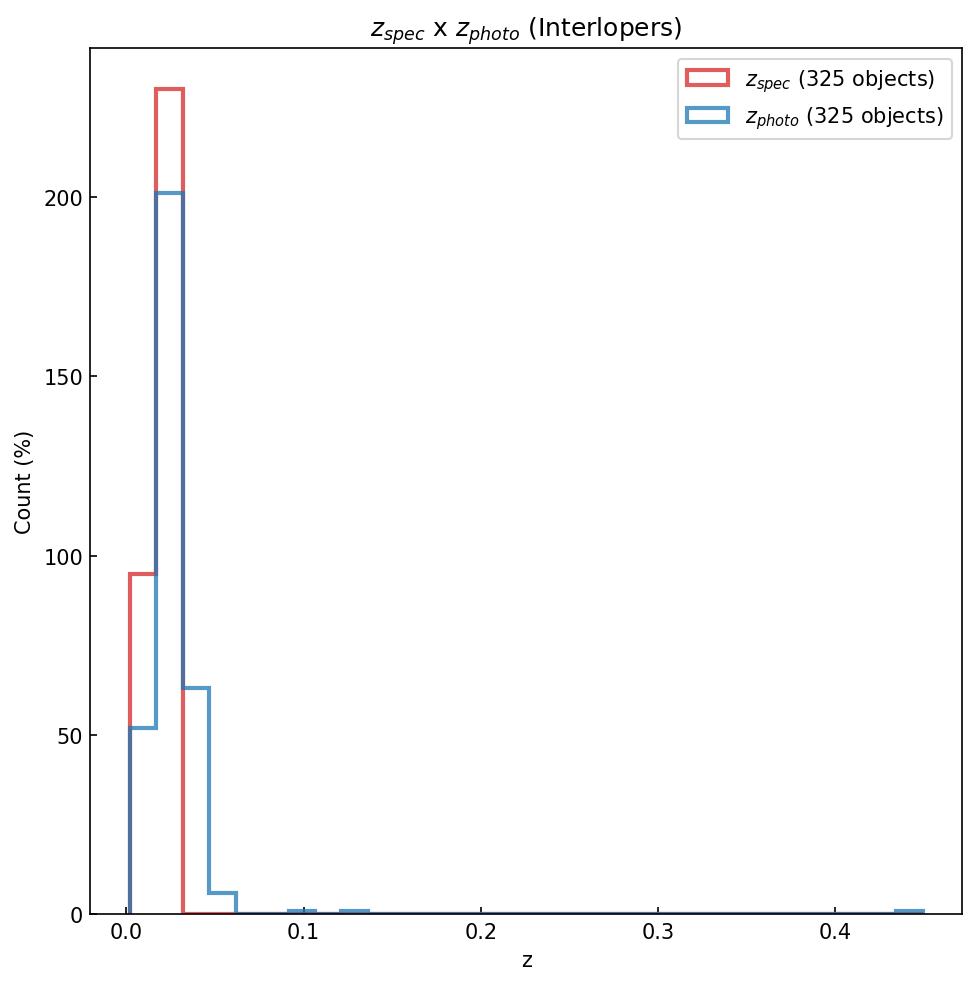 z_spec x z_photo (Interlopers)
z_spec (325 objects)
z_photo (325 objects)
Count (%)
200
150
100
50
0
0.0 0.1 0.2 0.3 0.4
z